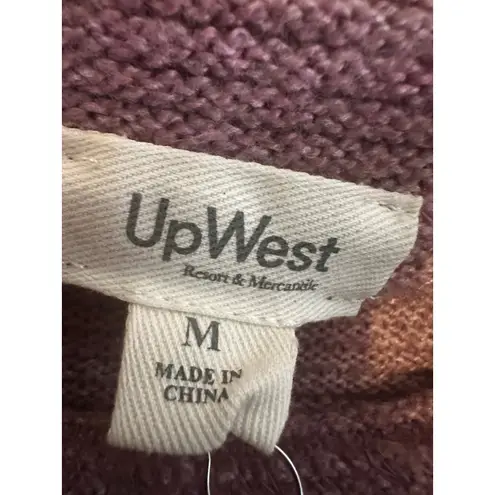 UpWest
Resort & Mercantile
M
MADE IN
CHINA